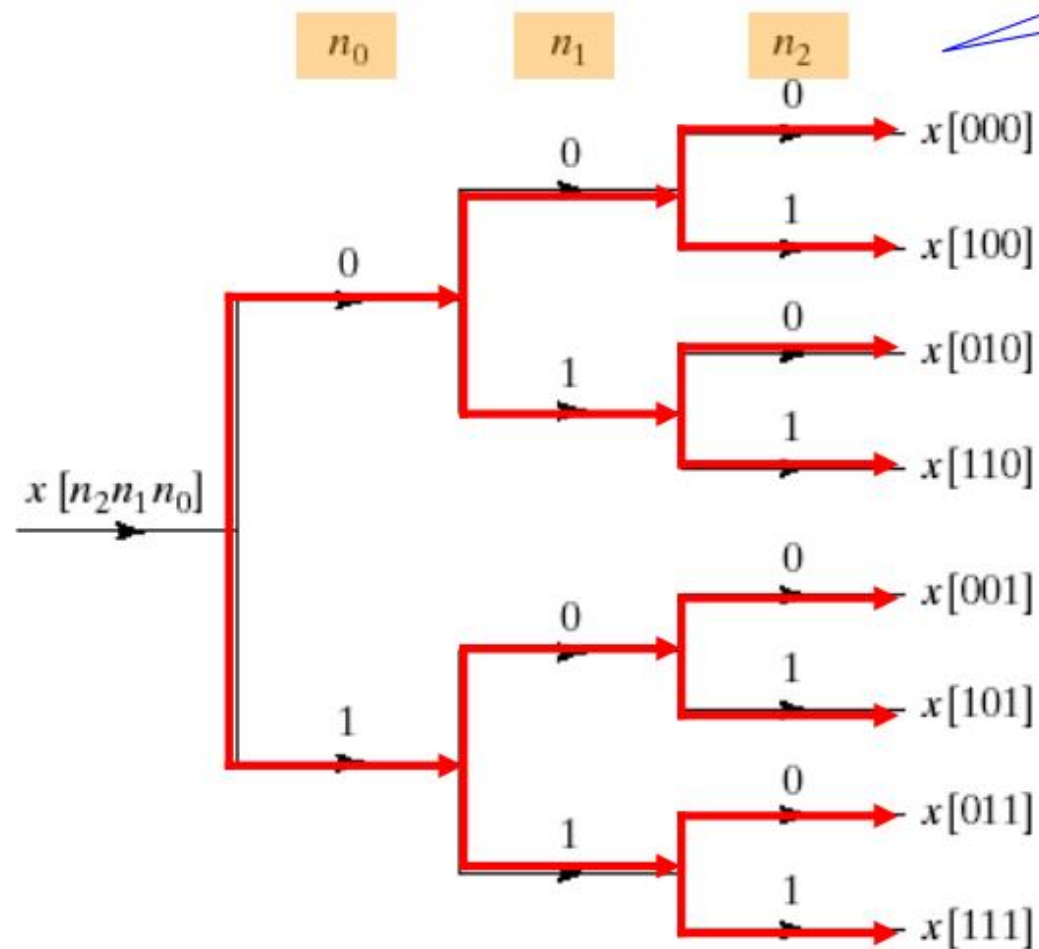 n₀ n₁ n₂
0
x[000]
0
1
x[100]
0
0
x[010]
1
1
x[110]
x [n₂n₁n₀]
0
x[001]
0
1
x[101]
1
0
x[011]
1
1
x[111]